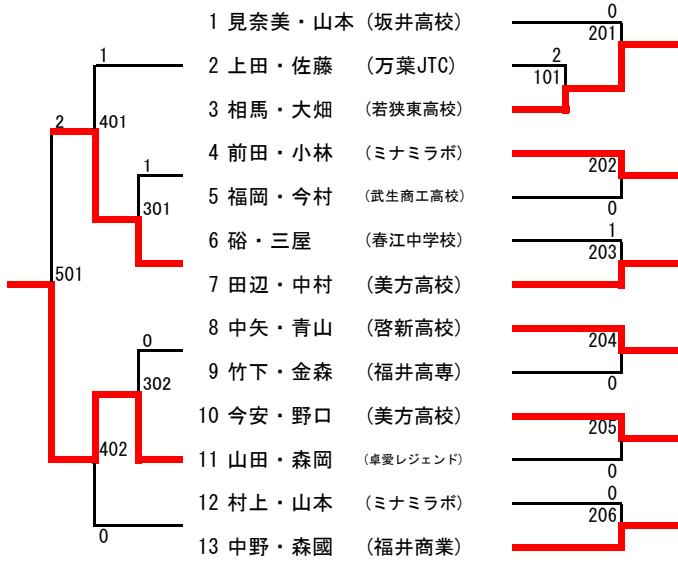 1 見奈美・山本 (坂井高校) 0
201
1 2 上田・佐藤 (万葉JTC) 2
101
3 相馬・大畑 (若狭東高校)
2 401
4 前田・小林 (ミナミラボ) 202
1
5 福岡・今村 (武生商工高校) 0
301
6 硲・三屋 (春江中学校) 1
203
501
7 田辺・中村 (美方高校)
8 中矢・青山 (啓新高校) 204
0
9 竹下・金森 (福井高専) 0
302
10 今安・野口 (美方高校) 205
402
11 山田・森岡 (卓愛レジェンド) 0
12 村上・山本 (ミナミラボ) 0
206
0
13 中野・森國 (福井商業)